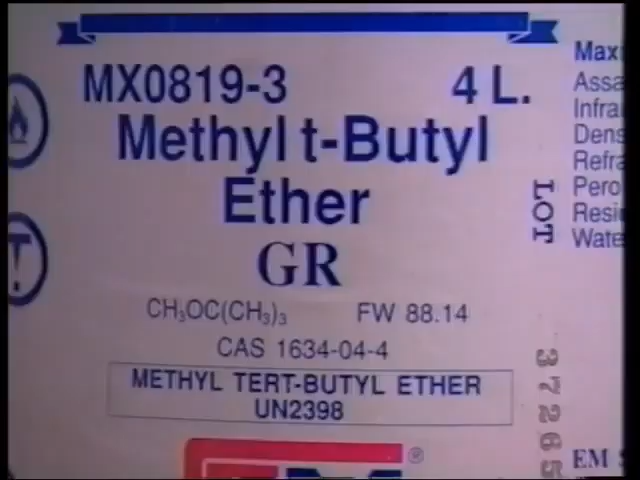 MX0819-3 4 L.
Methyl t-Butyl
Ether
GR
CH₃OC(CH₃)₃ FW 88.14
CAS 1634-04-4
METHYL TERT-BUTYL ETHER
UN2398
®
LOT
37265
Max
Assa
Infra
Dens
Refra
Pero
Resi
Wate
EM